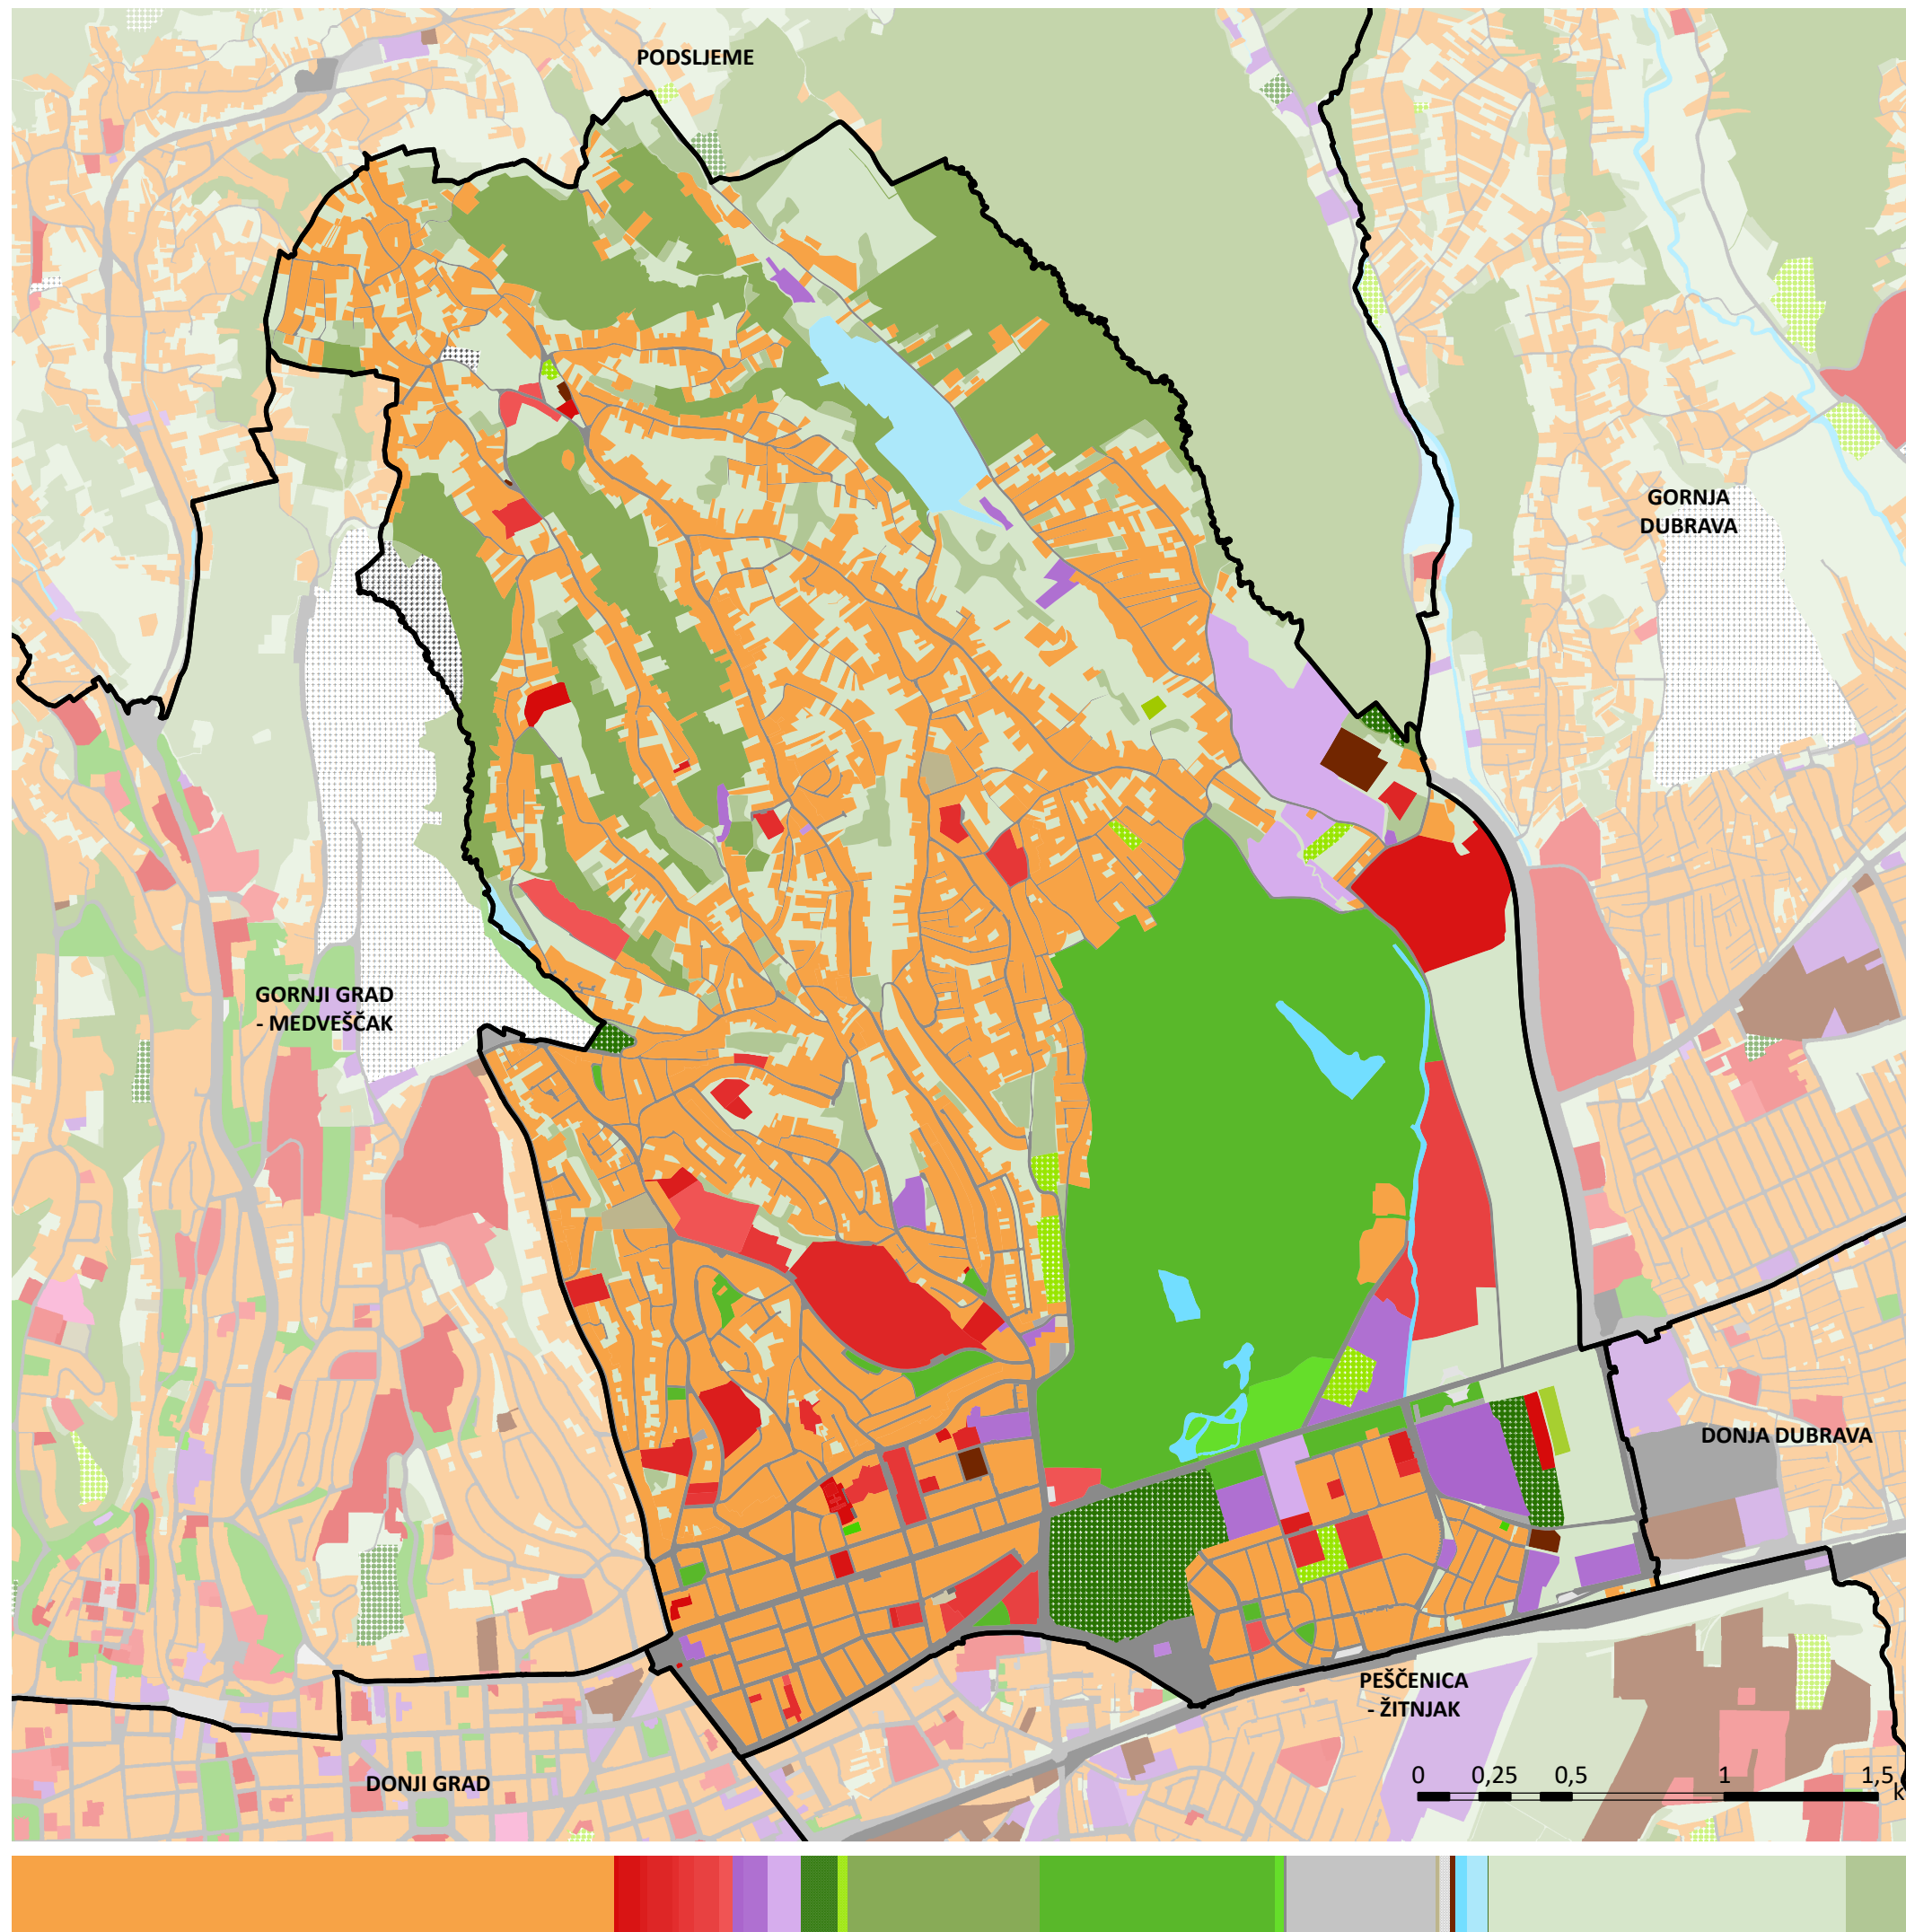 PODSLJEME
GORNJA
DUBRAVA
GORNJI GRAD
- MEDVEŠČAK
DONJA DUBRAVA
PEŠČENICA
- ŽITNJAK
DONJI GRAD
0 0,25 0,5 1 1,5
k